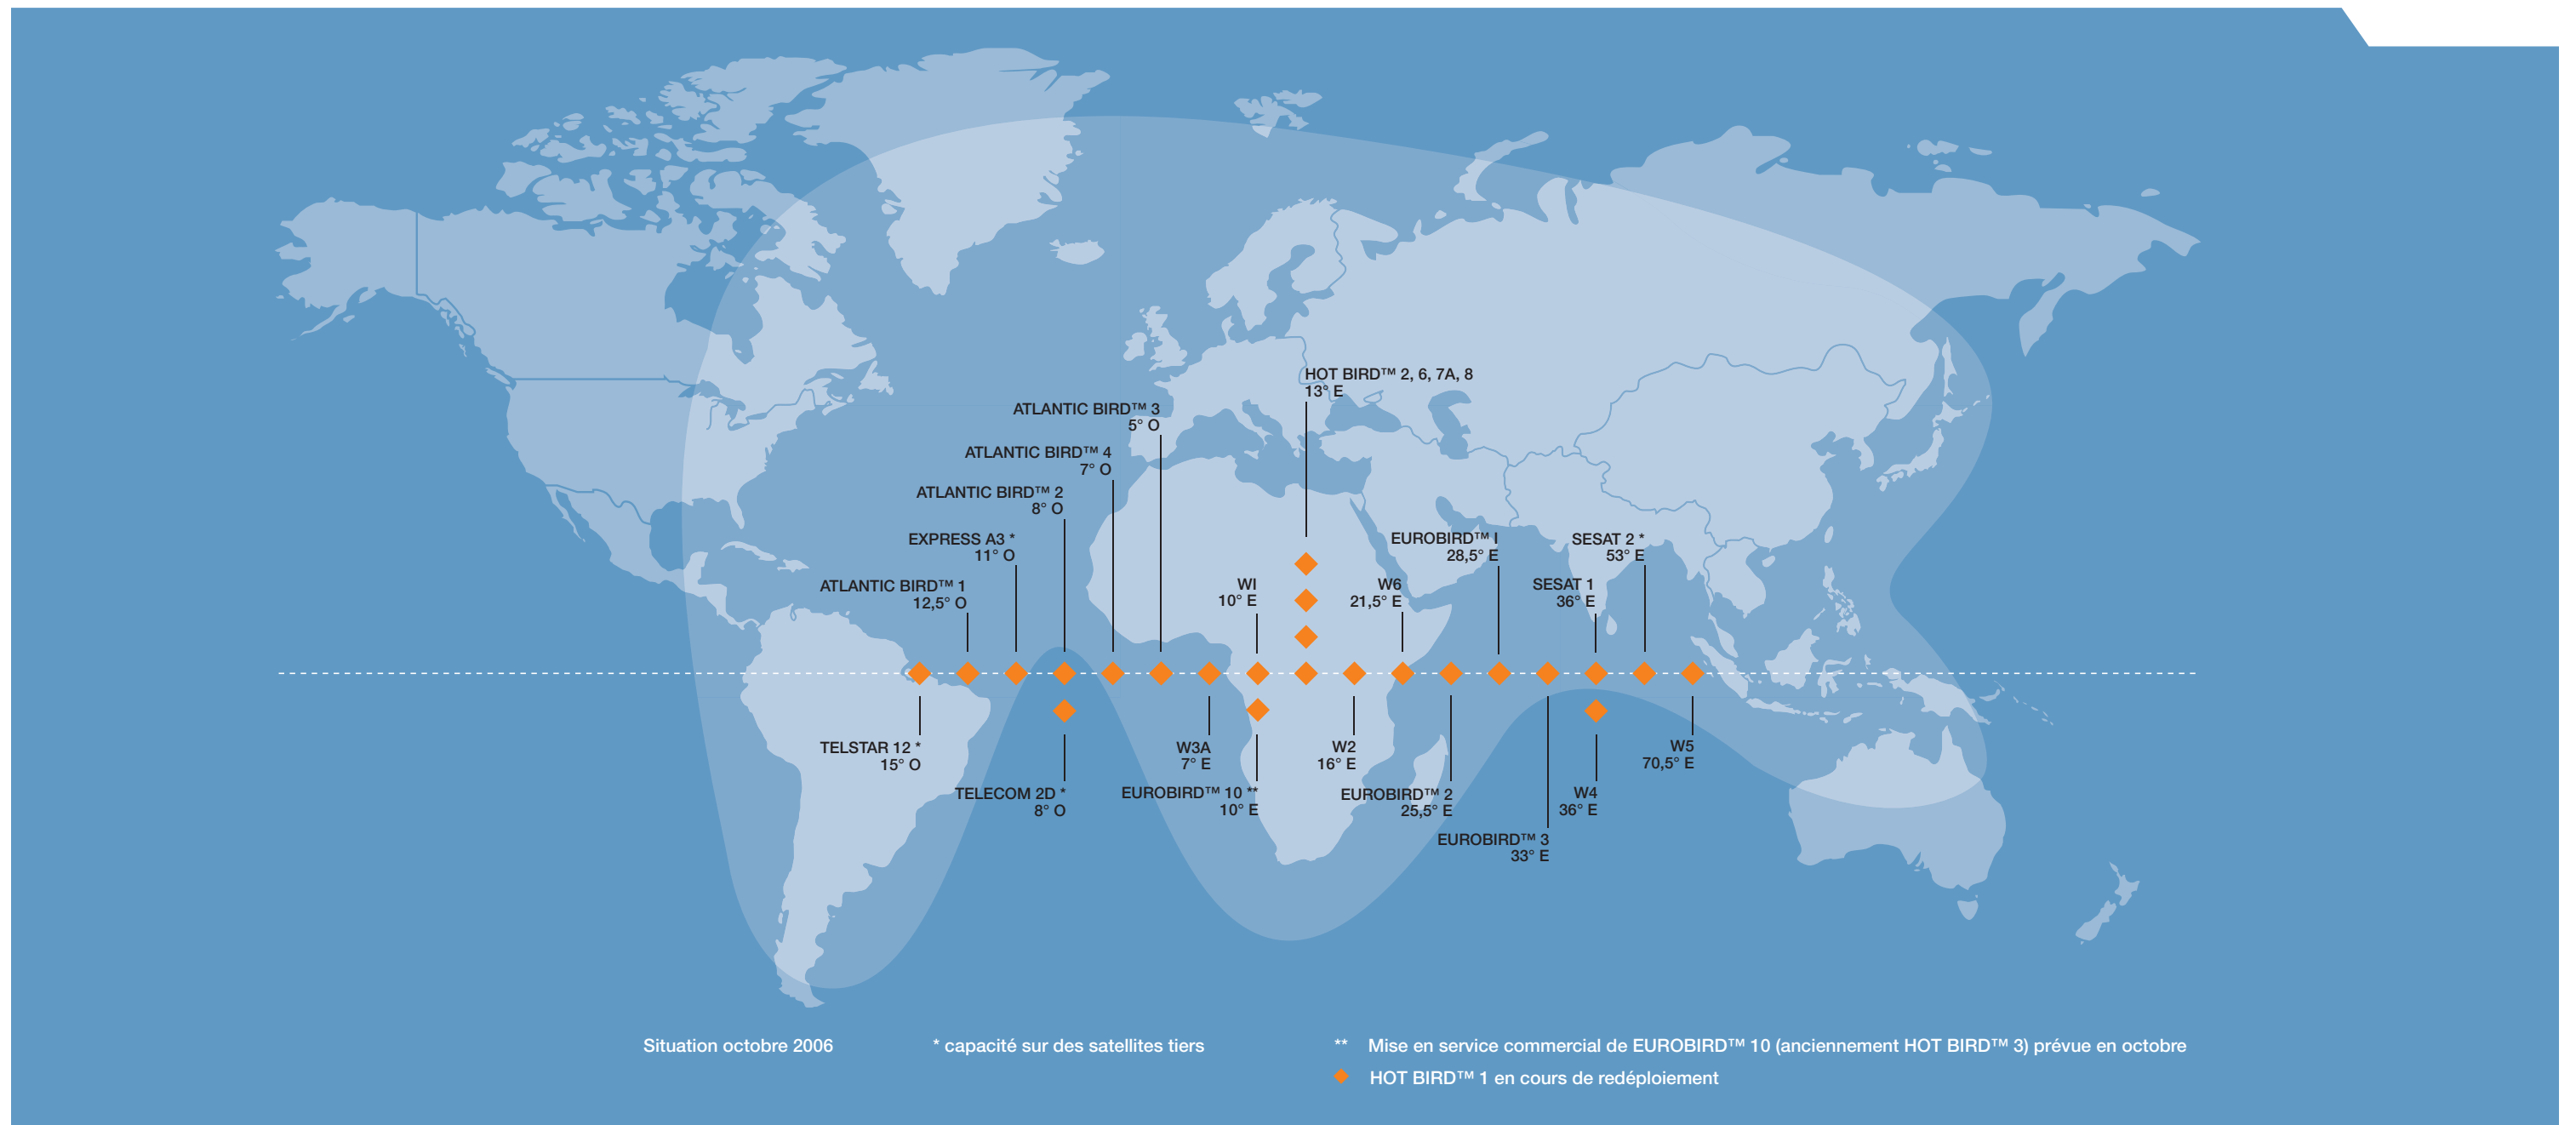 HOT BIRD™ 2, 6, 7A, 8
13° E
ATLANTIC BIRD™ 3
5° O
ATLANTIC BIRD™ 4
7° O
ATLANTIC BIRD™ 2
8° O
EXPRESS A3 *
11° O
ATLANTIC BIRD™ 1
12,5° O
WI
10° E
W6
21,5° E
EUROBIRD™ I
28,5° E
SESAT 2 *
53° E
SESAT 1
36° E
TELSTAR 12 *
15° O
TELECOM 2D *
8° O
W3A
7° E
EUROBIRD™ 10 **
10° E
W2
16° E
EUROBIRD™ 2
25,5° E
EUROBIRD™ 3
33° E
W4
36° E
W5
70,5° E
Situation octobre 2006
* capacité sur des satellites tiers
** Mise en service commercial de EUROBIRD™ 10 (anciennement HOT BIRD™ 3) prévue en octobre
HOT BIRD™ 1 en cours de redéploiement